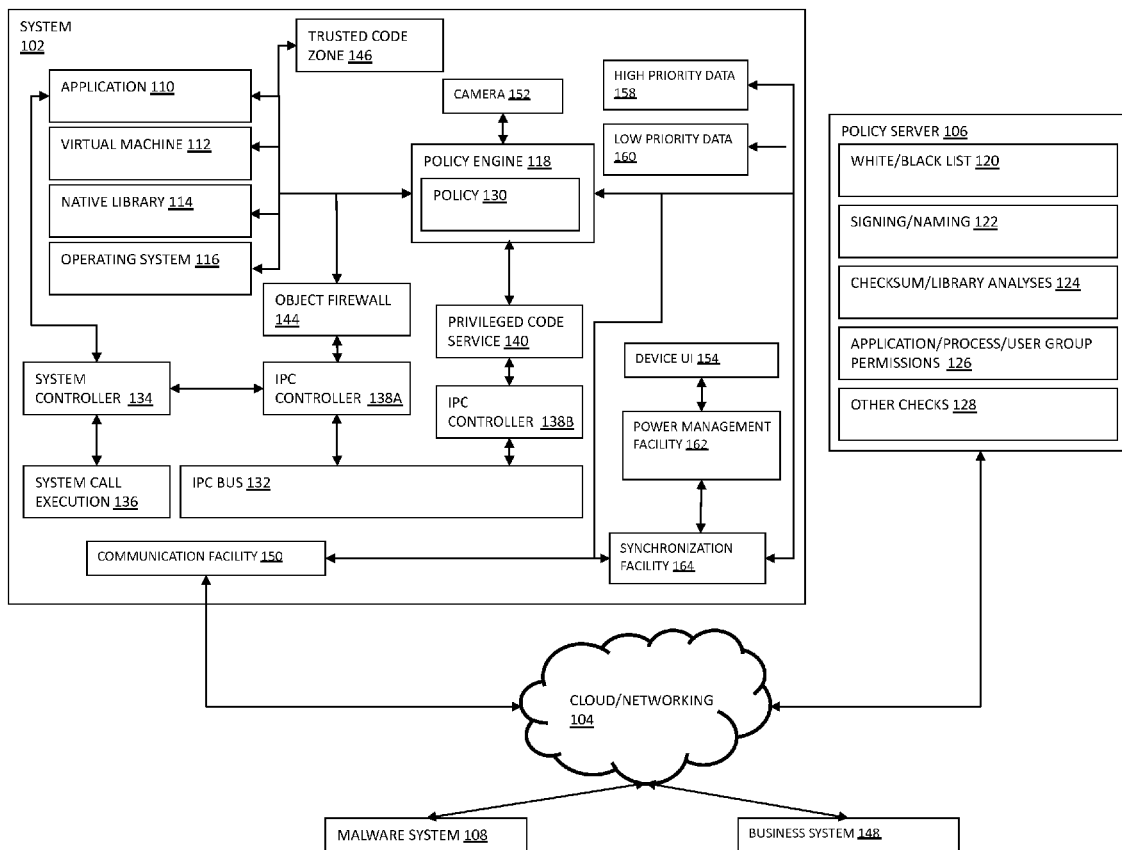 SYSTEM
102
TRUSTED CODE
ZONE 146
APPLICATION 110
VIRTUAL MACHINE 112
NATIVE LIBRARY 114
OPERATING SYSTEM 116
CAMERA 152
POLICY ENGINE 118
POLICY 130
HIGH PRIORITY DATA
158
LOW PRIORITY DATA
160
OBJECT FIREWALL
144
PRIVILEGED CODE
SERVICE 140
SYSTEM
CONTROLLER 134
IPC
CONTROLLER 138A
IPC
CONTROLLER 138B
DEVICE UI 154
POWER MANAGEMENT
FACILITY 162
SYSTEM CALL
EXECUTION 136
IPC BUS 132
COMMUNICATION FACILITY 150
SYNCHRONIZATION
FACILITY 164
POLICY SERVER 106
WHITE/BLACK LIST 120
SIGNING/NAMING 122
CHECKSUM/LIBRARY ANALYSES 124
APPLICATION/PROCESS/USER GROUP
PERMISSIONS 126
OTHER CHECKS 128
CLOUD/NETWORKING
104
MALWARE SYSTEM 108
BUSINESS SYSTEM 148